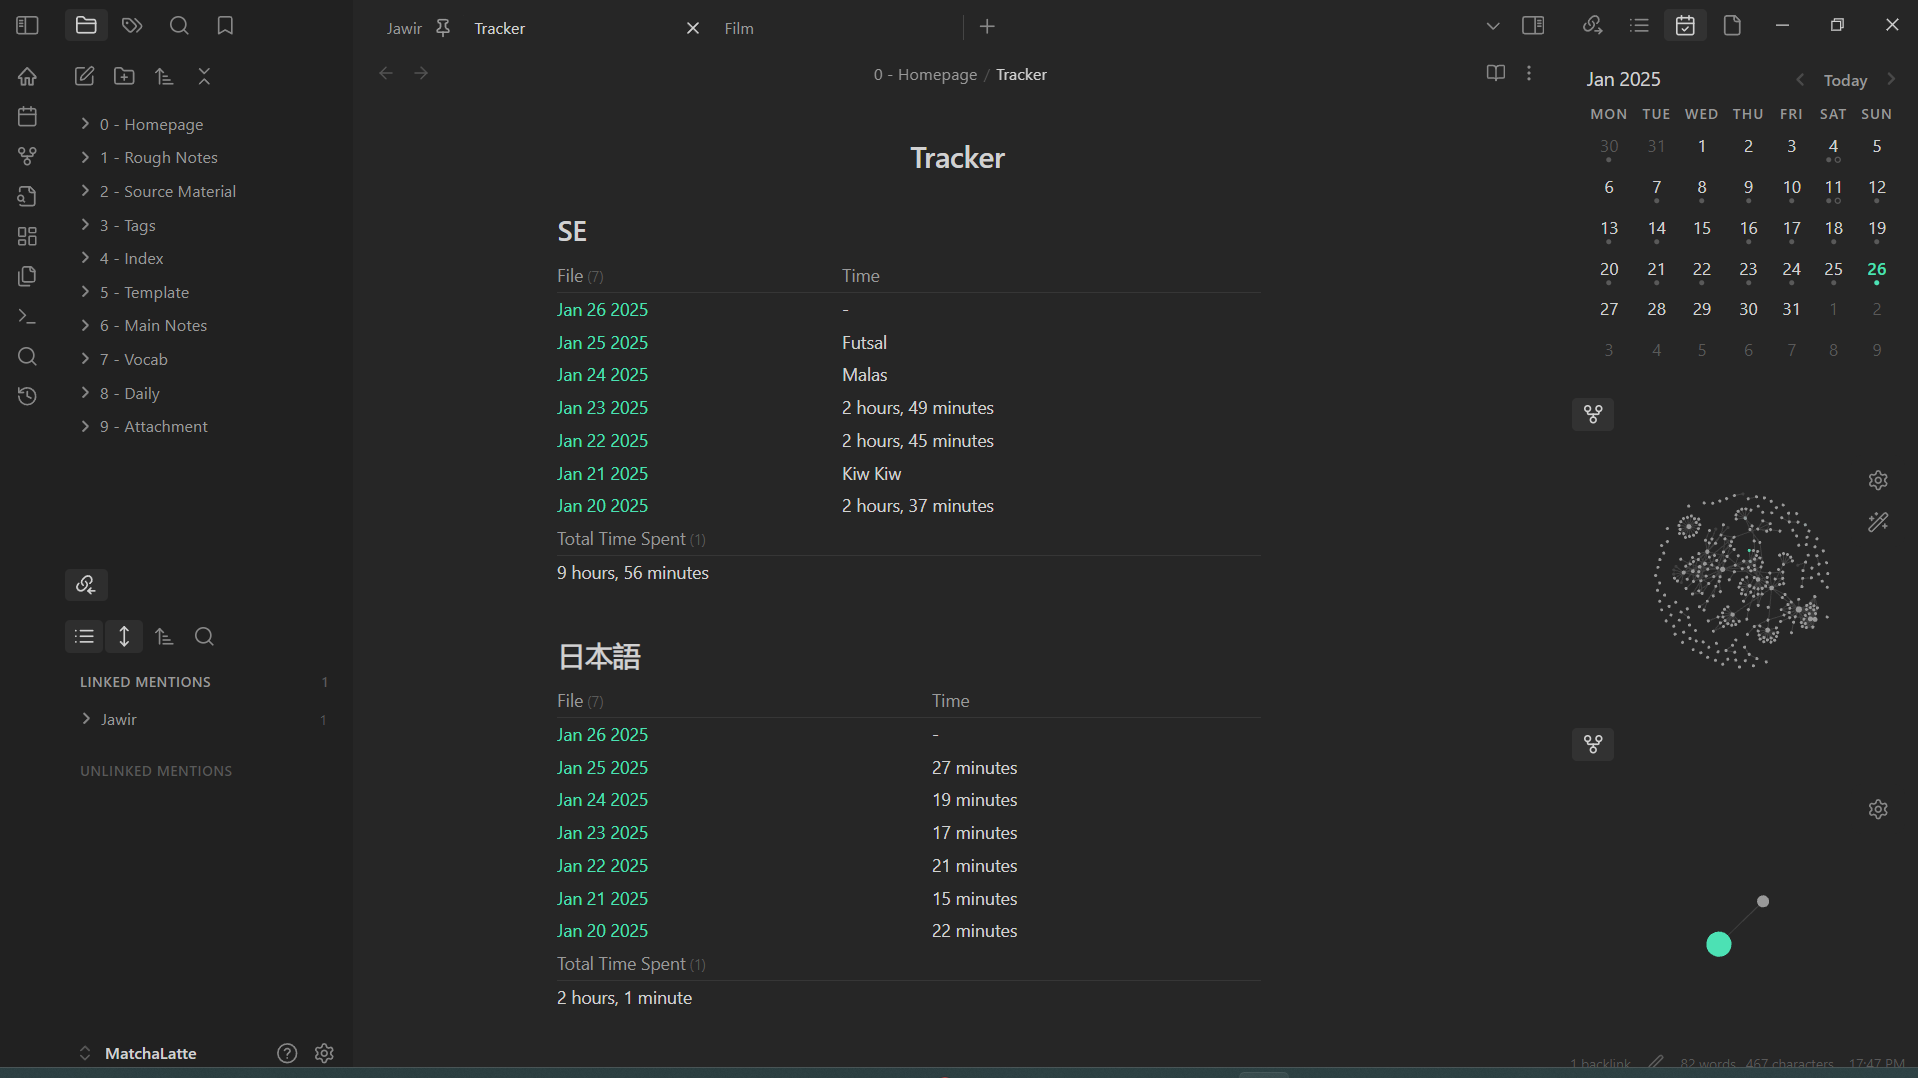 Jawir
Tracker
Film
0 - Homepage / Tracker
0 - Homepage
1 - Rough Notes
2 - Source Material
3 - Tags
4 - Index
5 - Template
6 - Main Notes
7 - Vocab
8 - Daily
9 - Attachment
LINKED MENTIONS 1
Jawir 1
UNLINKED MENTIONS
MatchaLatte
Tracker
SE
File (7) Time
Jan 26 2025 -
Jan 25 2025 Futsal
Jan 24 2025 Malas
Jan 23 2025 2 hours, 49 minutes
Jan 22 2025 2 hours, 45 minutes
Jan 21 2025 Kiw Kiw
Jan 20 2025 2 hours, 37 minutes
Total Time Spent (1)
9 hours, 56 minutes
日本語
File (7) Time
Jan 26 2025 -
Jan 25 2025 27 minutes
Jan 24 2025 19 minutes
Jan 23 2025 17 minutes
Jan 22 2025 21 minutes
Jan 21 2025 15 minutes
Jan 20 2025 22 minutes
Total Time Spent (1)
2 hours, 1 minute
Jan 2025 Today
MON TUE WED THU FRI SAT SUN
30 31 1 2 3 4 5
6 7 8 9 10 11 12
13 14 15 16 17 18 19
20 21 22 23 24 25 26
27 28 29 30 31 1 2
3 4 5 6 7 8 9
1 backlink 82 words 467 characters 17:47 PM